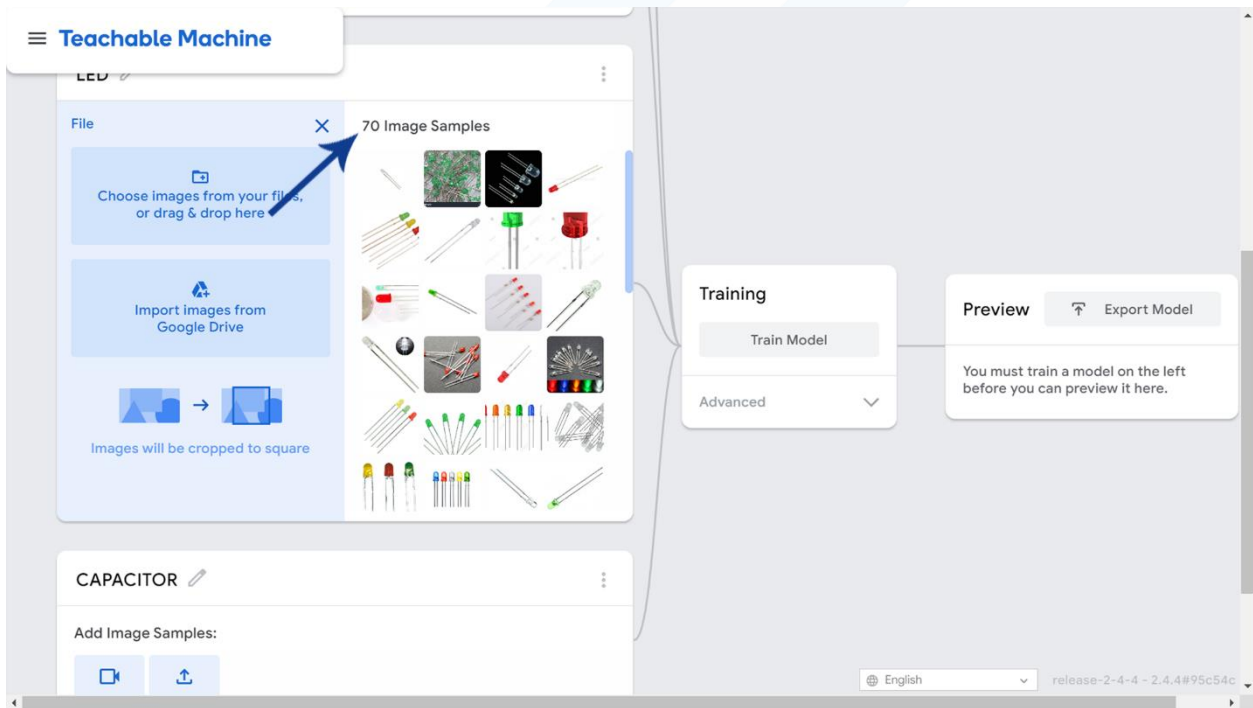 Teachable Machine
LED
File
70 Image Samples
Choose images from your files,
or drag & drop here
Import images from
Google Drive
Images will be cropped to square
CAPACITOR
Add Image Samples:
Training
Train Model
Advanced
Preview
Export Model
You must train a model on the left
before you can preview it here.
English
release-2-4-4 - 2.4.4#95c54c